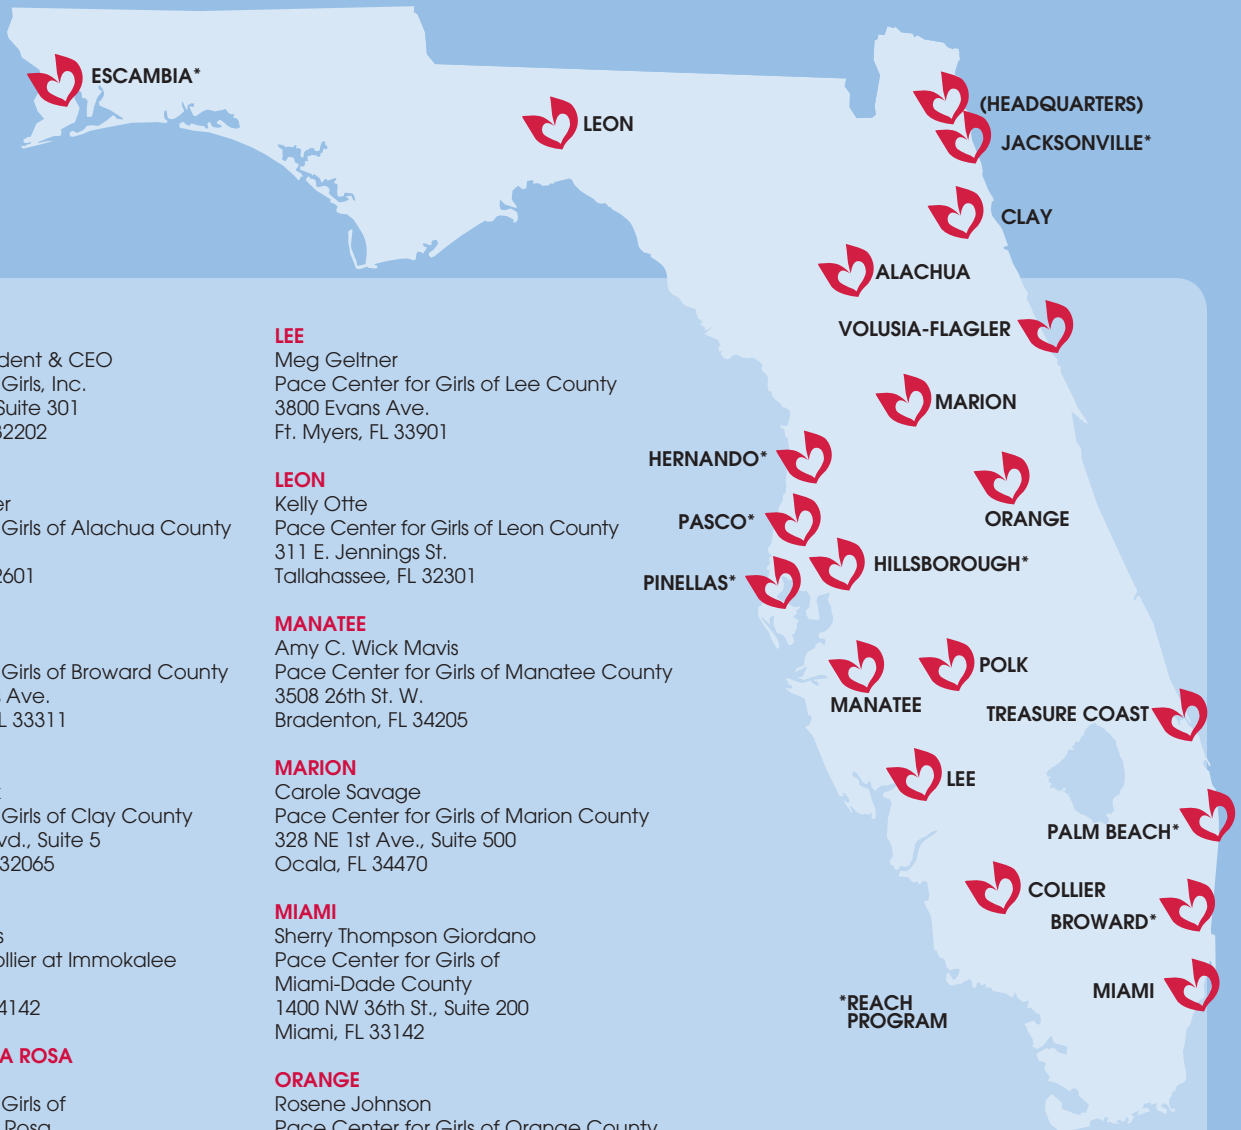 ESCAMBIA*
LEON
(HEADQUARTERS)
JACKSONVILLE*
CLAY
ALACHUA
VOLUSIA-FLAGLER
MARION
HERNANDO*
ORANGE
PASCO*
HILLSBOROUGH*
PINELLAS*
POLK
MANATEE
TREASURE COAST
LEE
PALM BEACH*
COLLIER
BROWARD*
MIAMI
*REACH
PROGRAM
dent & CEO
Girls, Inc.
Suite 301
32202
er
Girls of Alachua County
2601
Girls of Broward County
Ave.
L 33311
Girls of Clay County
vd., Suite 5
32065
s
ollier at Immokalee
4142
A ROSA
Girls of
Rosa
LEE
Meg Geltner
Pace Center for Girls of Lee County
3800 Evans Ave.
Ft. Myers, FL 33901
LEON
Kelly Otte
Pace Center for Girls of Leon County
311 E. Jennings St.
Tallahassee, FL 32301
MANATEE
Amy C. Wick Mavis
Pace Center for Girls of Manatee County
3508 26th St. W.
Bradenton, FL 34205
MARION
Carole Savage
Pace Center for Girls of Marion County
328 NE 1st Ave., Suite 500
Ocala, FL 34470
MIAMI
Sherry Thompson Giordano
Pace Center for Girls of
Miami-Dade County
1400 NW 36th St., Suite 200
Miami, FL 33142
ORANGE
Rosene Johnson
Pace Center for Girls of Orange County